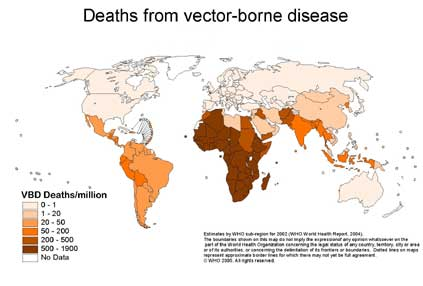 Deaths from vector-borne disease
VBD Deaths/million
0 - 1
1 - 20
20 - 50
50 - 200
200 - 500
500 - 1900
No Data
Estimates by WHO sub-region for 2002 (WHO World Health Report, 2004).
The boundaries shown on this map do not imply the expression of any opinion whatsoever on the
part of the World Health Organization concerning the legal status of any country, territory, city or area
or of its authorities, or concerning the delimitation of its frontiers or boundaries. Dotted lines on maps
represent approximate border lines for which there may not yet be full agreement.
© WHO 2005. All rights reserved.